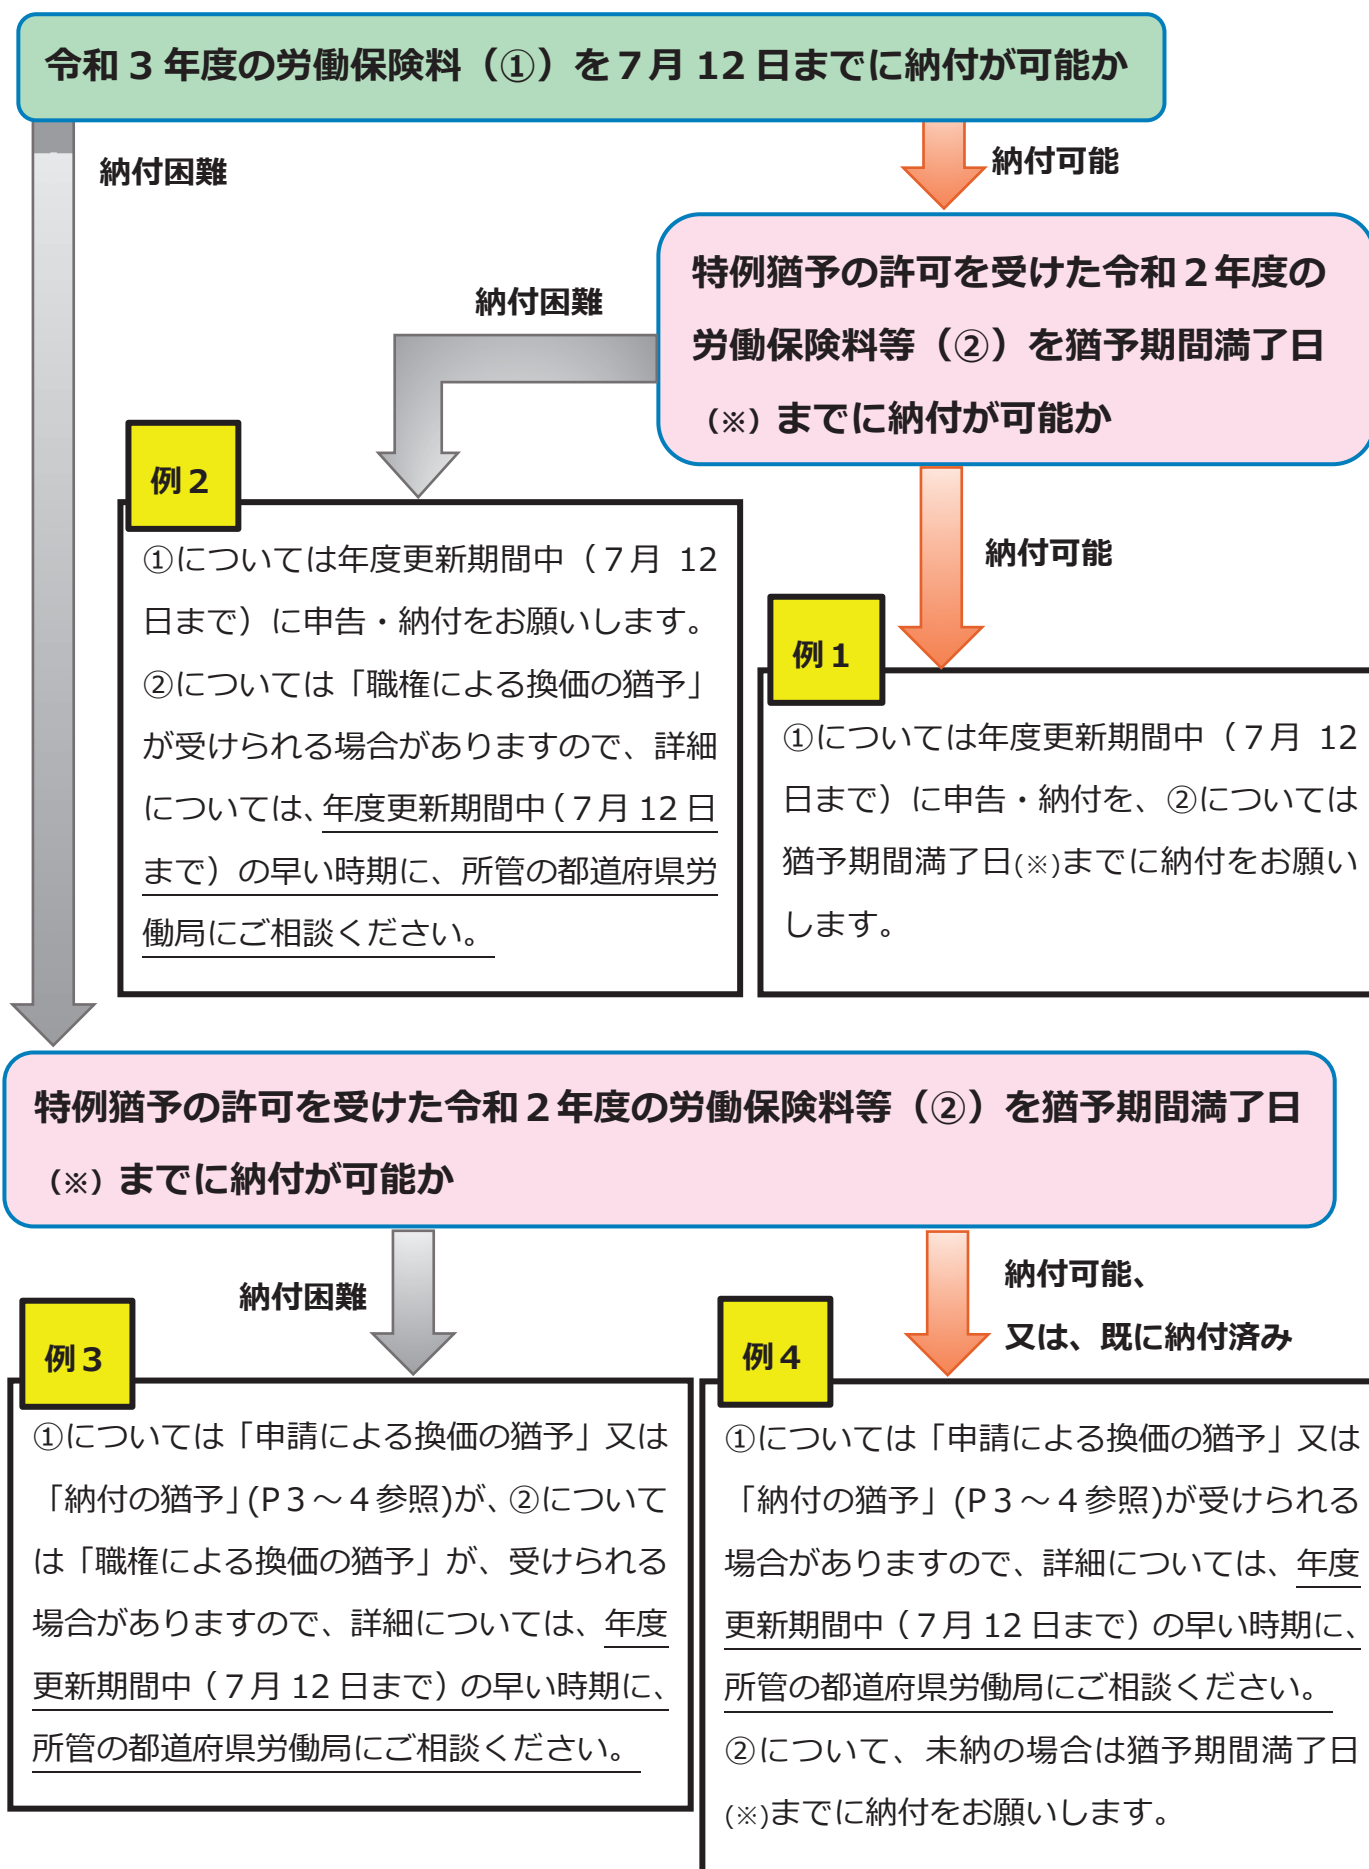 令和３年度の労働保険料（①）を７月 12 日までに納付が可能か
納付困難
納付可能
特例猶予の許可を受けた令和２年度の
労働保険料等（②）を猶予期間満了日
（※）までに納付が可能か
納付困難
納付可能
例２
①については年度更新期間中（７月 12
日まで）に申告・納付をお願いします。
②については「職権による換価の猶予」
が受けられる場合がありますので、詳細
については、年度更新期間中（７月 12 日
まで）の早い時期に、所管の都道府県労
働局にご相談ください。
例１
①については年度更新期間中（７月 12
日まで）に申告・納付を、②については
猶予期間満了日(※)までに納付をお願い
します。
特例猶予の許可を受けた令和２年度の労働保険料等（②）を猶予期間満了日
（※）までに納付が可能か
納付困難
納付可能、
又は、既に納付済み
例３
①については「申請による換価の猶予」又は
「納付の猶予」(P３～４参照)が、②について
は「職権による換価の猶予」が、受けられる
場合がありますので、詳細については、年度
更新期間中（７月 12 日まで）の早い時期に、
所管の都道府県労働局にご相談ください。
例４
①については「申請による換価の猶予」又は
「納付の猶予」(P３～４参照)が受けられる
場合がありますので、詳細については、年度
更新期間中（７月 12 日まで）の早い時期に、
所管の都道府県労働局にご相談ください。
②について、未納の場合は猶予期間満了日
(※)までに納付をお願いします。